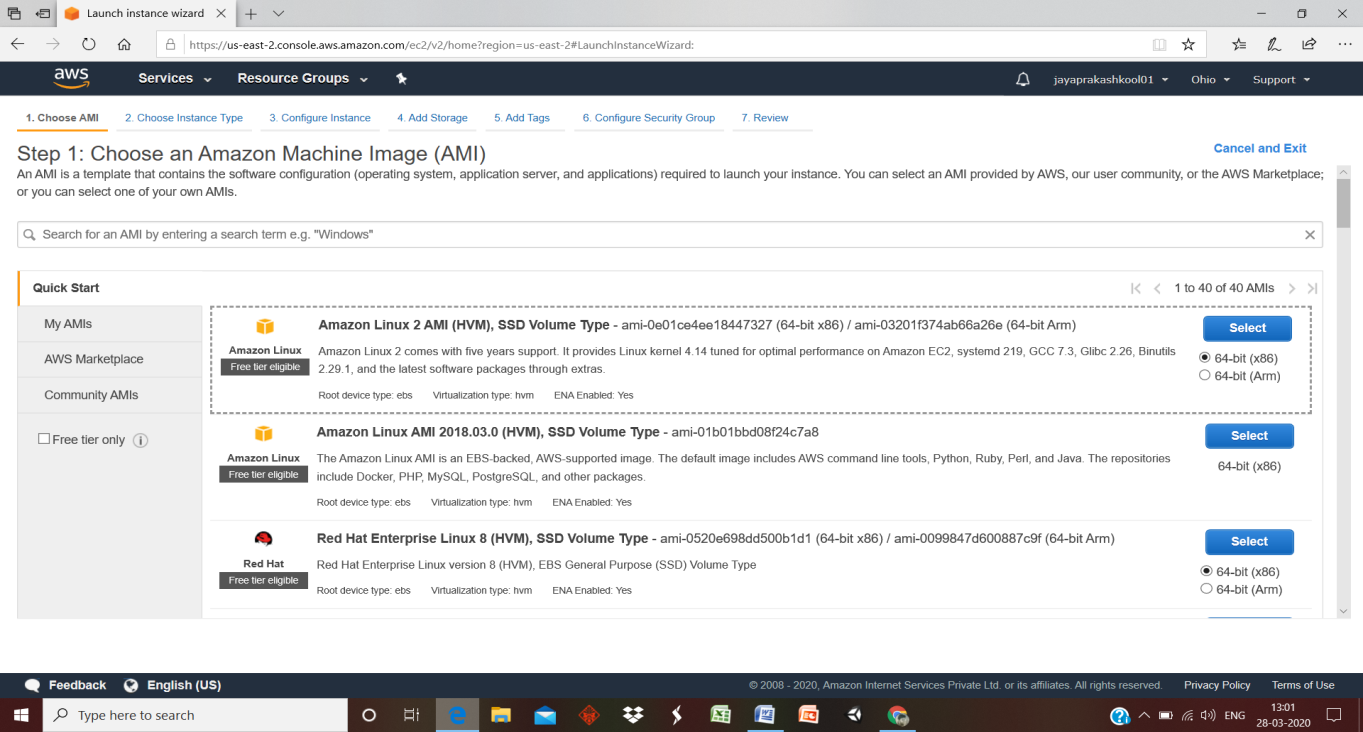 Launch instance wizard
https://us-east-2.console.aws.amazon.com/ec2/v2/home?region=us-east-2#LaunchInstanceWizard:
aws Services Resource Groups jayaprakashkool01 Ohio Support
1. Choose AMI 2. Choose Instance Type 3. Configure Instance 4. Add Storage 5. Add Tags 6. Configure Security Group 7. Review
Step 1: Choose an Amazon Machine Image (AMI) Cancel and Exit
An AMI is a template that contains the software configuration (operating system, application server, and applications) required to launch your instance. You can select an AMI provided by AWS, our user community, or the AWS Marketplace;
or you can select one of your own AMIs.
Search for an AMI by entering a search term e.g. "Windows"
Quick Start
1 to 40 of 40 AMIs
My AMIs
AWS Marketplace
Community AMIs
Free tier only
Amazon Linux
Free tier eligible
Amazon Linux 2 AMI (HVM), SSD Volume Type - ami-0e01ce4ee18447327 (64-bit x86) / ami-03201f374ab66a26e (64-bit Arm)
Amazon Linux 2 comes with five years support. It provides Linux kernel 4.14 tuned for optimal performance on Amazon EC2, systemd 219, GCC 7.3, Glibc 2.26, Binutils
2.29.1, and the latest software packages through extras.
Root device type: ebs Virtualization type: hvm ENA Enabled: Yes
Select
64-bit (x86)
64-bit (Arm)
Amazon Linux
Free tier eligible
Amazon Linux AMI 2018.03.0 (HVM), SSD Volume Type - ami-01b01bbd08f24c7a8
The Amazon Linux AMI is an EBS-backed, AWS-supported image. The default image includes AWS command line tools, Python, Ruby, Perl, and Java. The repositories
include Docker, PHP, MySQL, PostgreSQL, and other packages.
Root device type: ebs Virtualization type: hvm ENA Enabled: Yes
Select
64-bit (x86)
Red Hat
Free tier eligible
Red Hat Enterprise Linux 8 (HVM), SSD Volume Type - ami-0520e698dd500b1d1 (64-bit x86) / ami-0099847d600887c9f (64-bit Arm)
Red Hat Enterprise Linux version 8 (HVM), EBS General Purpose (SSD) Volume Type
Root device type: ebs Virtualization type: hvm ENA Enabled: Yes
Select
64-bit (x86)
64-bit (Arm)
Feedback English (US) © 2008 - 2020, Amazon Internet Services Private Ltd. or its affiliates. All rights reserved. Privacy Policy Terms of Use
Type here to search
ENG
13:01
28-03-2020